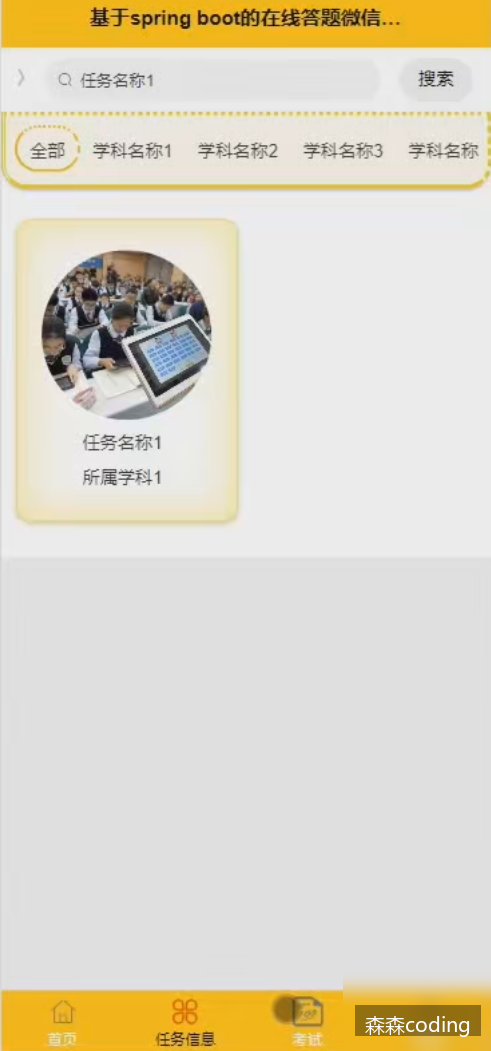 基于spring boot的在线答题微信...
任务名称1
搜索
全部 学科名称1 学科名称2 学科名称3 学科名称
任务名称1
所属学科1
首页 任务信息 考试
森森coding